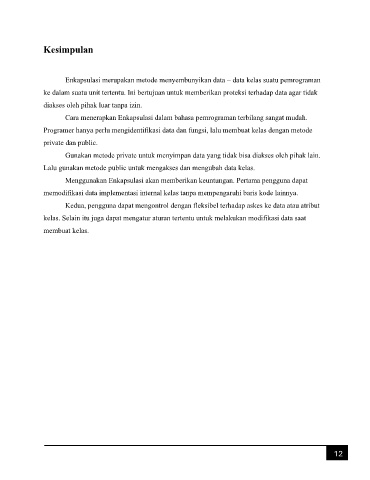 Kesimpulan
Enkapsulasi merupakan metode menyembunyikan data – data kelas suatu pemrograman
ke dalam suatu unit tertentu. Ini bertujuan untuk memberikan proteksi terhadap data agar tidak
diakses oleh pihak luar tanpa izin.
Cara menerapkan Enkapsulasi dalam bahasa pemrograman terbilang sangat mudah.
Programer hanya perlu mengidentifikasi data dan fungsi, lalu membuat kelas dengan metode
private dan public.
Gunakan metode private untuk menyimpan data yang tidak bisa diakses oleh pihak lain.
Lalu gunakan metode public untuk mengakses dan mengubah data kelas.
Menggunakan Enkapsulasi akan memberikan keuntungan. Pertama pengguna dapat
memodifikasi data implementasi internal kelas tanpa mempengaruhi baris kode lainnya.
Kedua, pengguna dapat mengontrol dengan fleksibel terhadap askes ke data atau atribut
kelas. Selain itu juga dapat mengatur aturan tertentu untuk melakukan modifikasi data saat
membuat kelas.
12